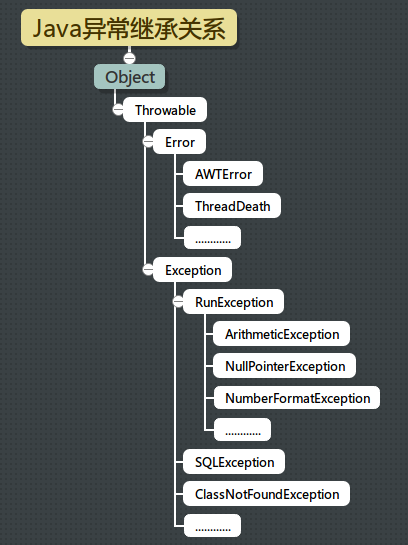 Java异常继承关系
Object
Throwable
Error
AWTError
ThreadDeath
............
Exception
RunException
ArithmeticException
NullPointerException
NumberFormatException
............
SQLException
ClassNotFoundException
............